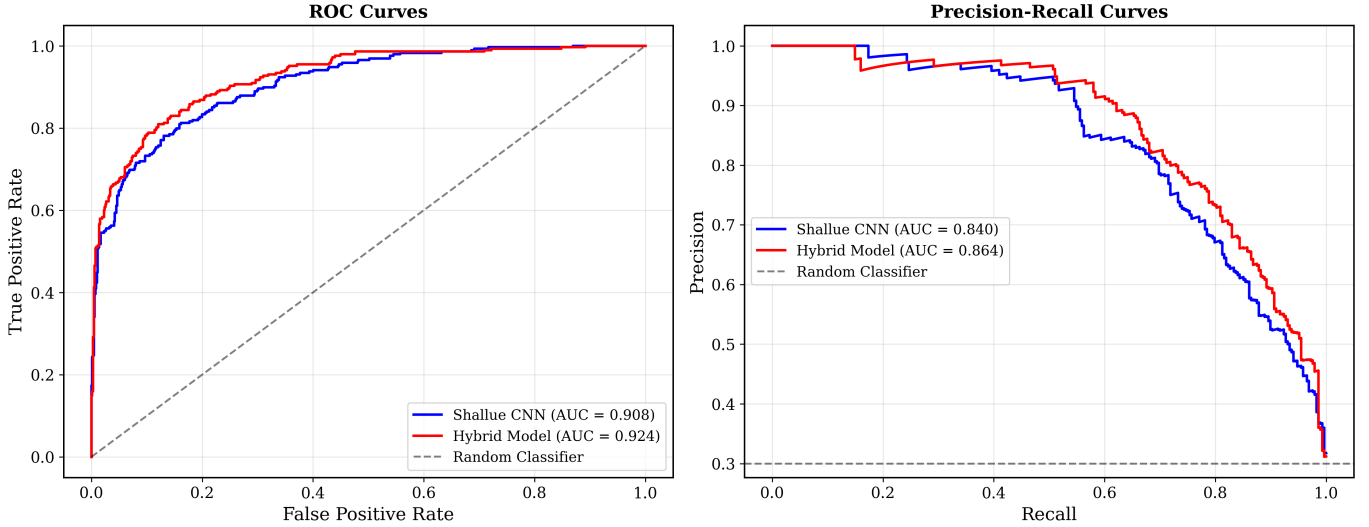 ROC Curves
True Positive Rate
1.0
0.8
0.6
0.4
0.2
0.0
Shallue CNN (AUC = 0.908)
Hybrid Model (AUC = 0.924)
Random Classifier
0.0 0.2 0.4 0.6 0.8 1.0
False Positive Rate
Precision-Recall Curves
Precision
1.0
0.9
0.8
0.7
0.6
0.5
0.4
0.3
Shallue CNN (AUC = 0.840)
Hybrid Model (AUC = 0.864)
Random Classifier
0.0 0.2 0.4 0.6 0.8 1.0
Recall